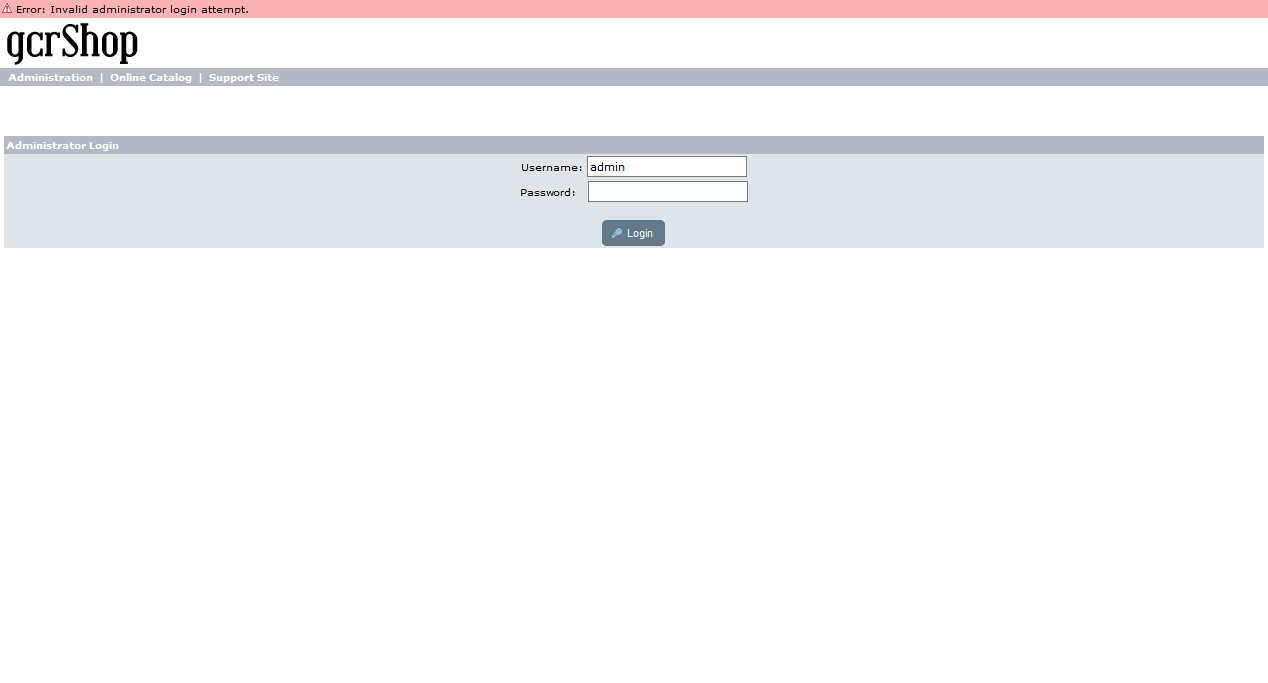 Error: Invalid administrator login attempt.
gcrShop
Administration | Online Catalog | Support Site
Administrator Login
Username: admin
Password:
Login